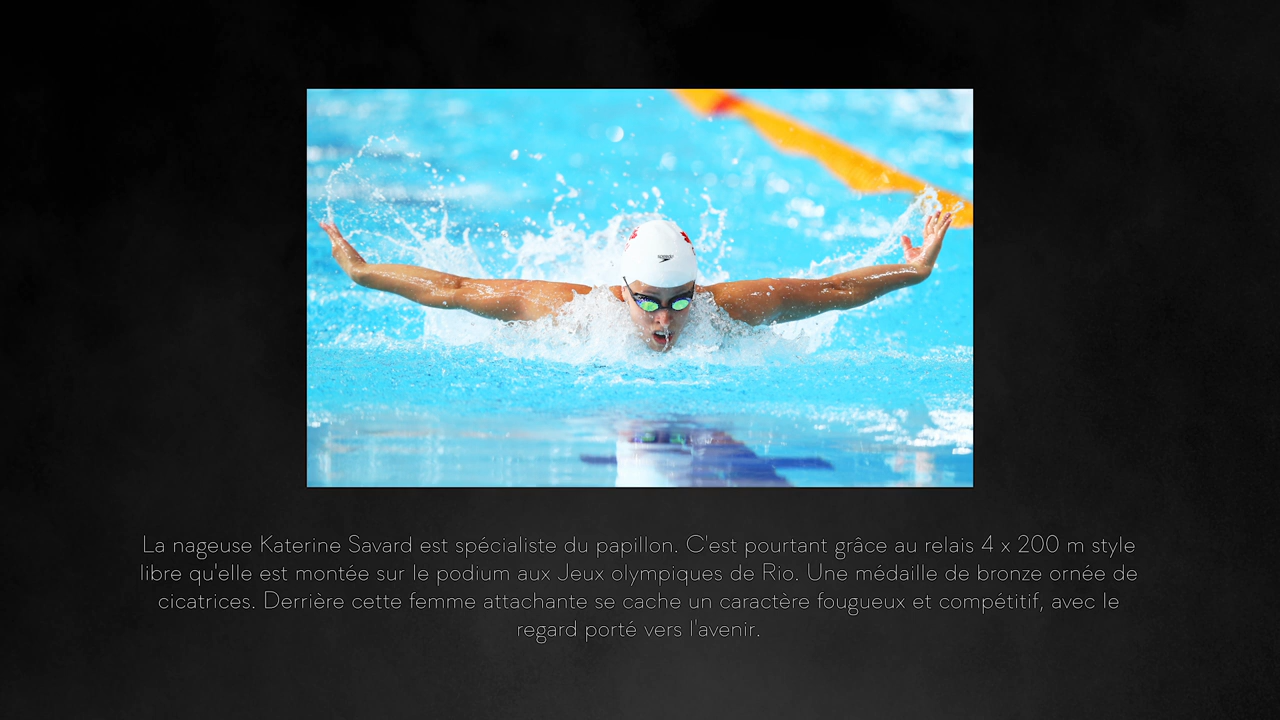 speedo
La nageuse Katerine Savard est spécialiste du papillon. C'est pourtant grâce au relais 4 x 200 m style
libre qu'elle est montée sur le podium aux Jeux olympiques de Rio. Une médaille de bronze ornée de
cicatrices. Derrière cette femme attachante se cache un caractère fougueux et compétitif, avec le
regard porté vers l'avenir.